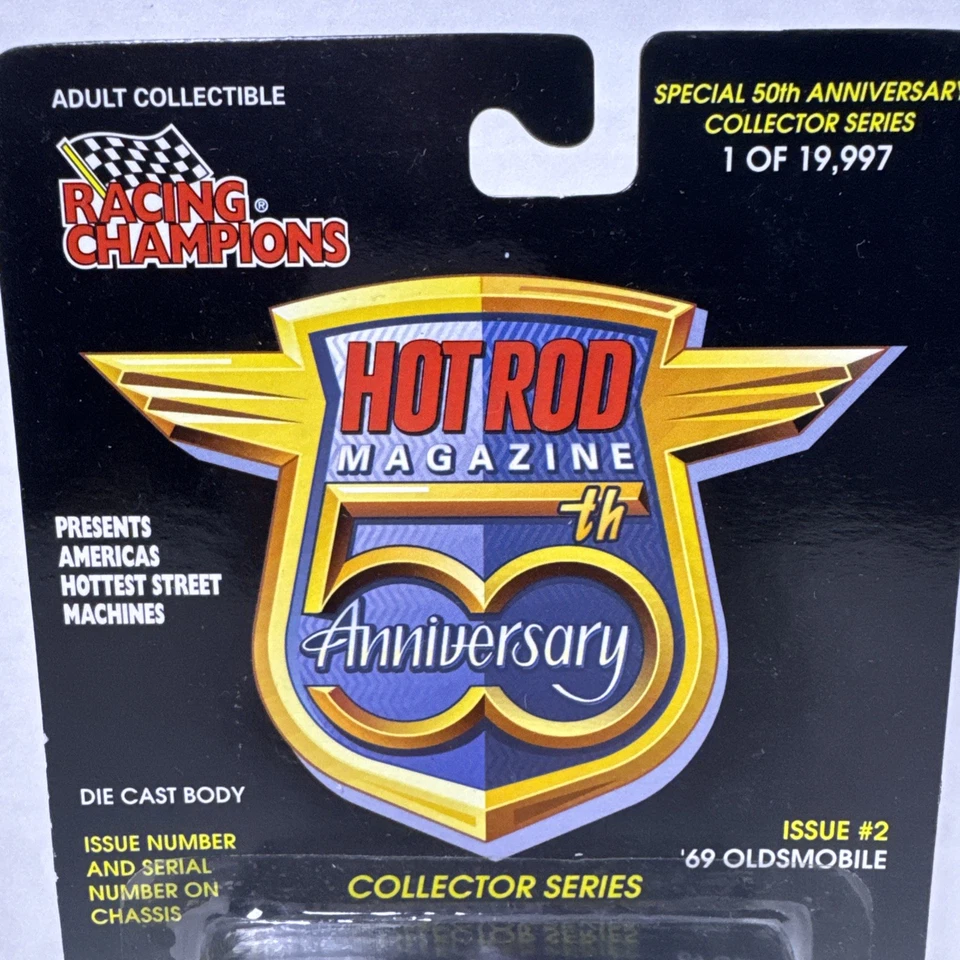 ADULT COLLECTIBLE
SPECIAL 50th ANNIVERSARY
COLLECTOR SERIES
1 OF 19,997
RACING ®
CHAMPIONS
HOT ROD
MAGAZINE
50th
Anniversary
PRESENTS
AMERICAS
HOTTEST STREET
MACHINES
DIE CAST BODY
ISSUE NUMBER
AND SERIAL
NUMBER ON
CHASSIS
ISSUE #2
'69 OLDSMOBILE
COLLECTOR SERIES